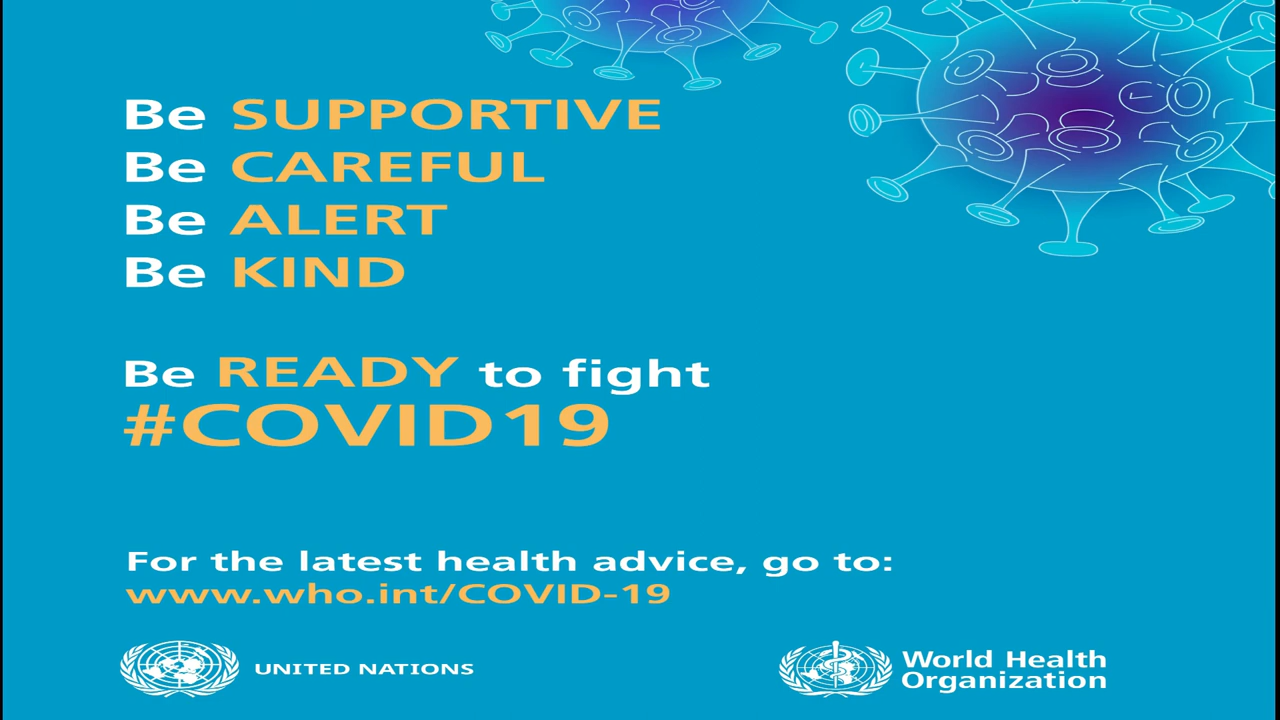 Be SUPPORTIVE
Be CAREFUL
Be ALERT
Be KIND
Be READY to fight
#COVID19
For the latest health advice, go to:
www.who.int/COVID-19
UNITED NATIONS
World Health
Organization